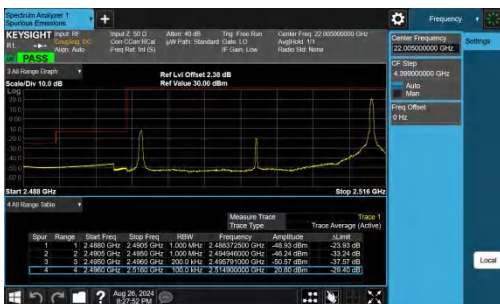 Spectrum Analyzer 1
Spurious Emissions
Frequency
KEYSIGHT Input: RF Input Z: 50 Ω Atten: 40 dB Trig: Free Run Center Freq: 22.005000000 GHz
Coupling: DC Corr CCorr RCal µW Path: Standard Gate: LO Avg|Hold: 1/1
Align: Auto Freq Ref: Int (S) IF Gain: Low Radio Std: None
PASS
Center Frequency
22.005000000 GHz
Settings
CF Step
4.399000000 GHz
Auto
Man
Freq Offset
0 Hz
3 All Range Graph
Ref Lvl Offset 2.38 dB
Scale/Div 10.0 dB Ref Value 30.00 dBm
Log
20.0
10.0
Start 2.488 GHz Stop 2.516 GHz
4 All Range Table
Measure Trace Trace 1
Trace Type Trace Average (Active)
Spur Range Start Freq Stop Freq RBW Frequency Amplitude ΔLimit
1 1 2.4880 GHz 2.4905 GHz 1.000 MHz 2.488372500 GHz -48.93 dBm -23.93 dB
2 2 2.4905 GHz 2.4950 GHz 1.000 MHz 2.494946000 GHz -46.24 dBm -33.24 dB
3 3 2.4950 GHz 2.4960 GHz 200.0 kHz 2.495791000 GHz -50.57 dBm -37.57 dB
4 4 2.4960 GHz 2.5160 GHz 100.0 kHz 2.514900000 GHz 20.60 dBm -29.40 dB
Local
Aug 26, 2024
8:27:52 PM